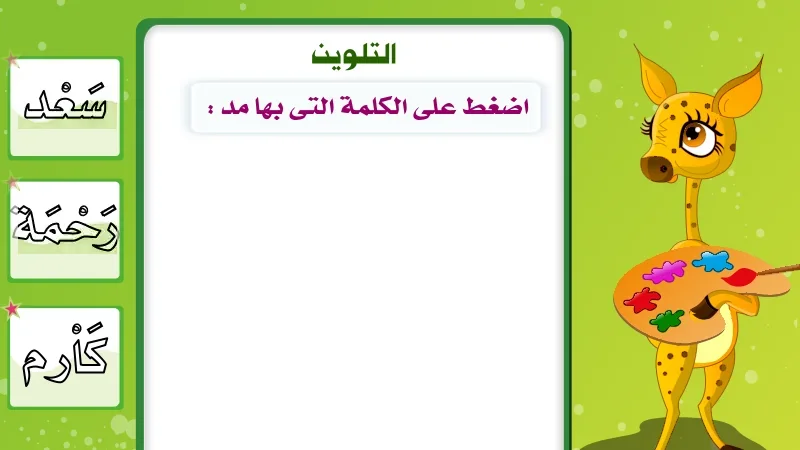 التلوين
اضغط على الكلمة التى بها مد :
سَعْد
رَحْمَة
كَاْرم